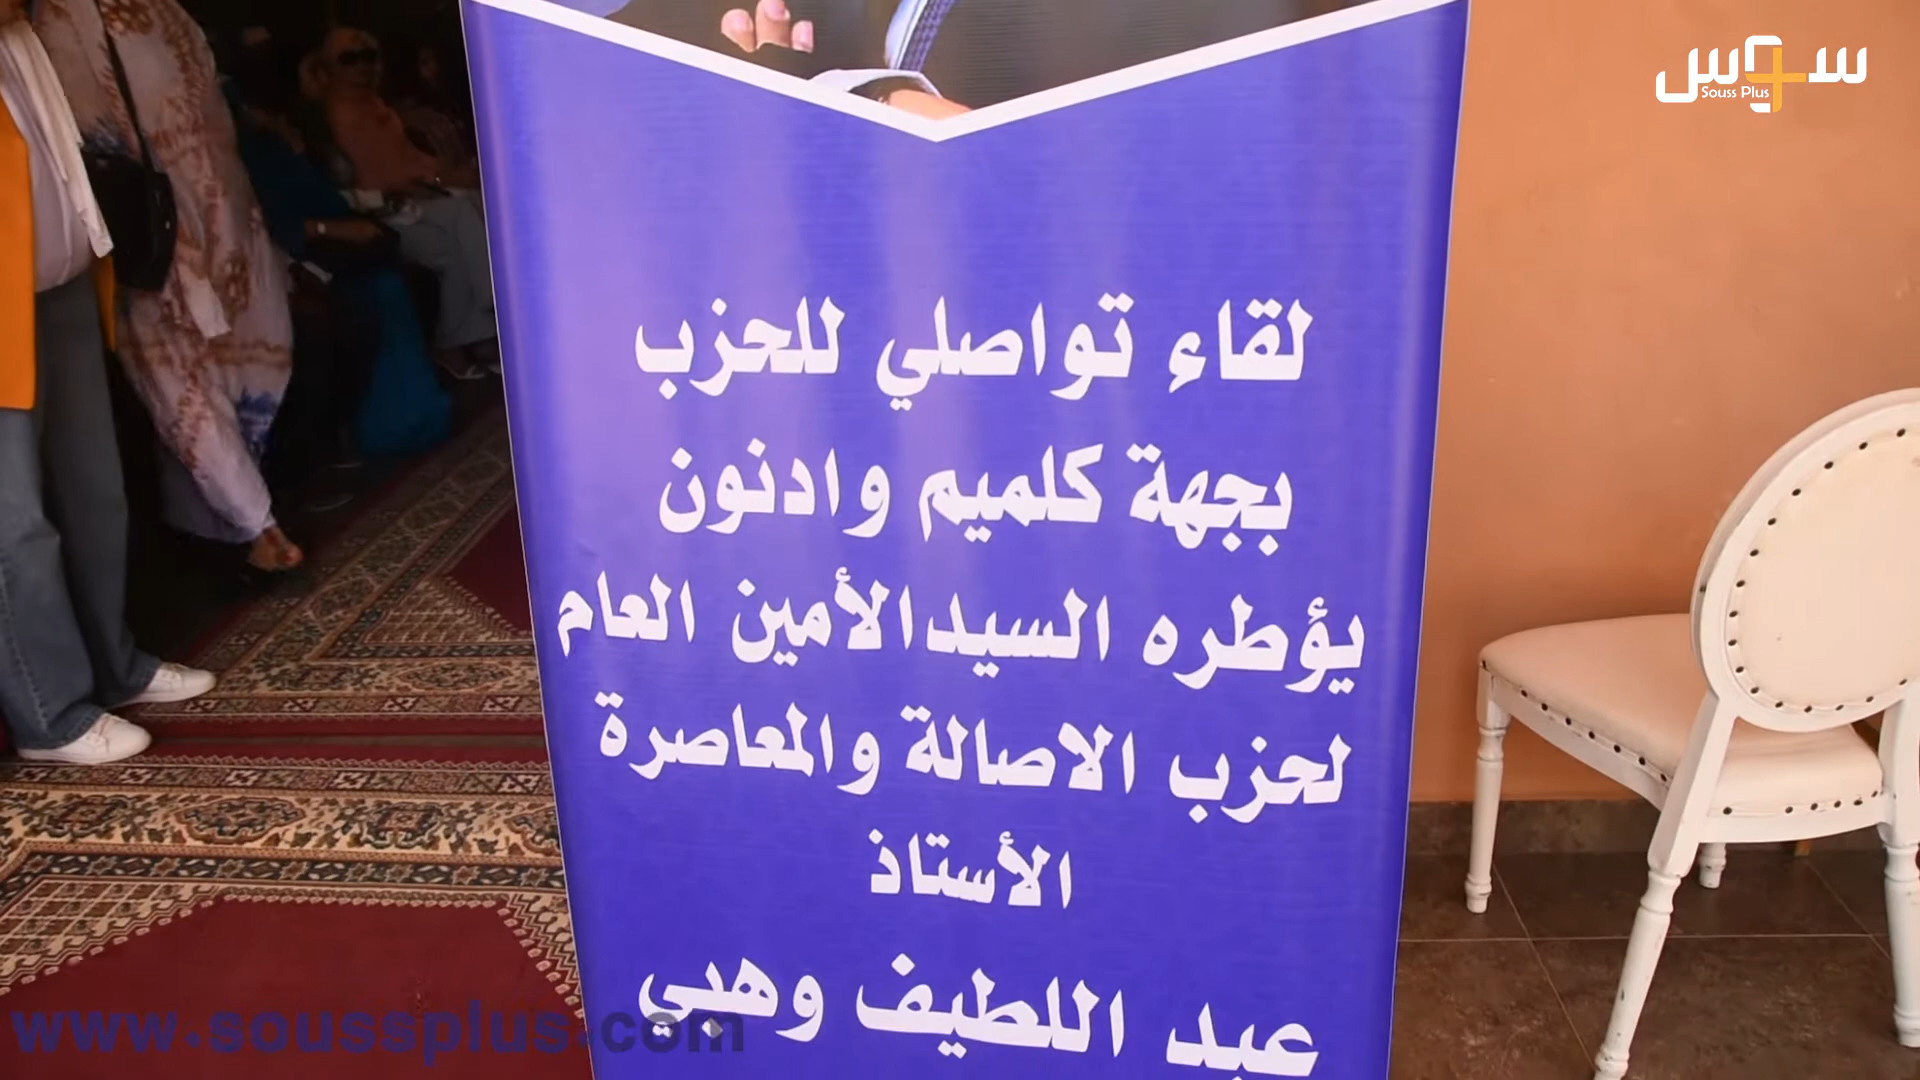 سوس
Souss Plus
لقاء تواصلي للحزب
بجهة كلميم وادنون
يؤطره السيدالأمين العام
لحزب الاصالة والمعاصرة
الأستاذ
عبد اللطيف وهبي
www.soussplus.com